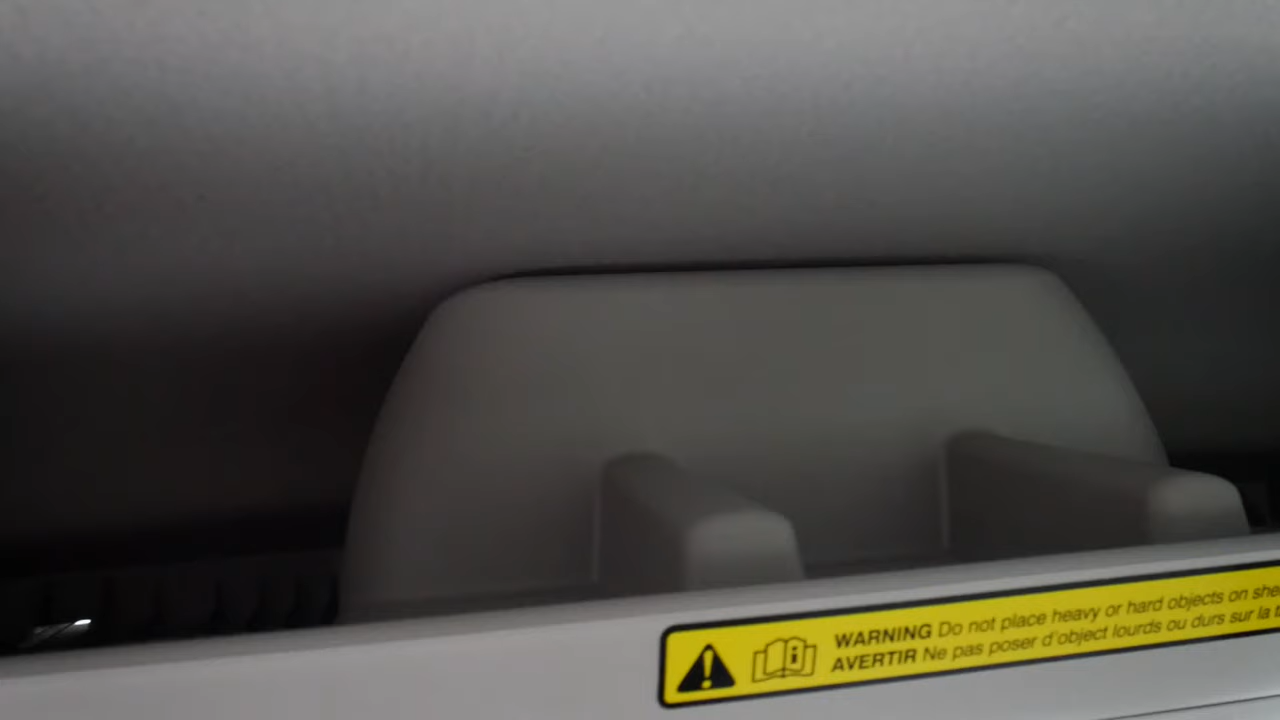 WARNING Do not place heavy or hard objects on
AVERTIR Ne pas poser d'object lourds ou durs sur la